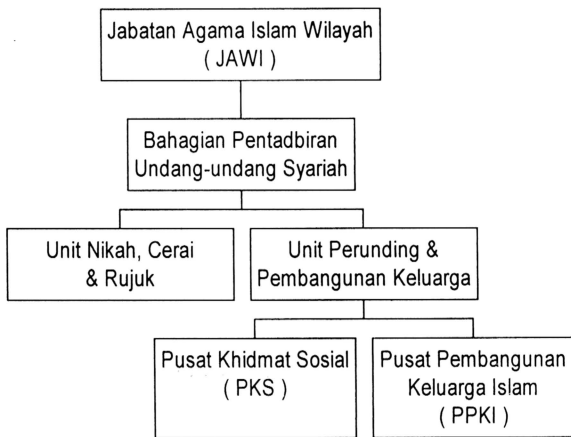 Jabatan Agama Islam Wilayah
( JAWI )
Bahagian Pentadbiran
Undang-undang Syariah
Unit Nikah, Cerai
& Rujuk
Unit Perunding &
Pembangunan Keluarga
Pusat Khidmat Sosial
( PKS )
Pusat Pembangunan
Keluarga Islam
( PPKI )